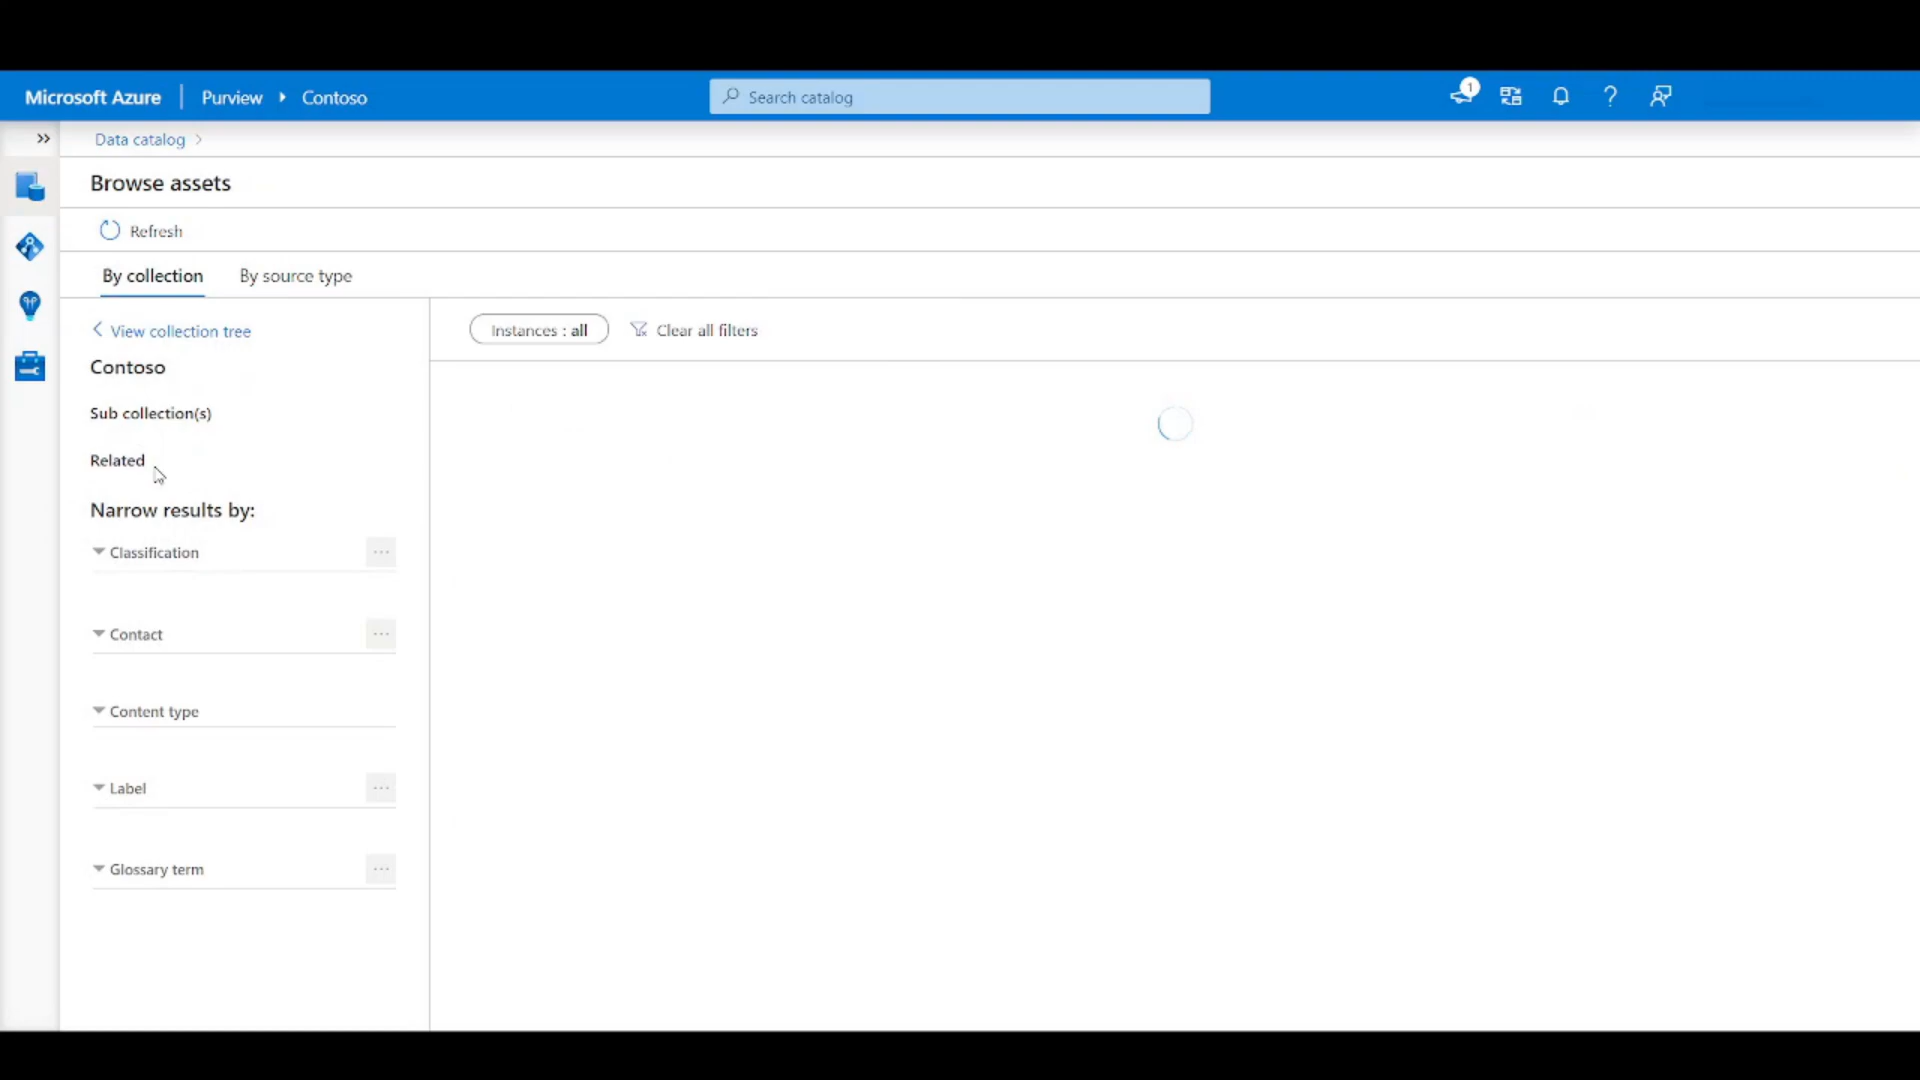 Microsoft Azure Purview Contoso Search catalog 1
Data catalog
Browse assets
Refresh
By collection By source type
View collection tree Instances : all Clear all filters
Contoso
Sub collection(s)
Related
Narrow results by:
Classification
Contact
Content type
Label
Glossary term